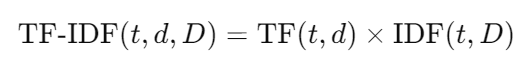 TF-IDF(t, d, D) = TF(t, d) × IDF(t, D)